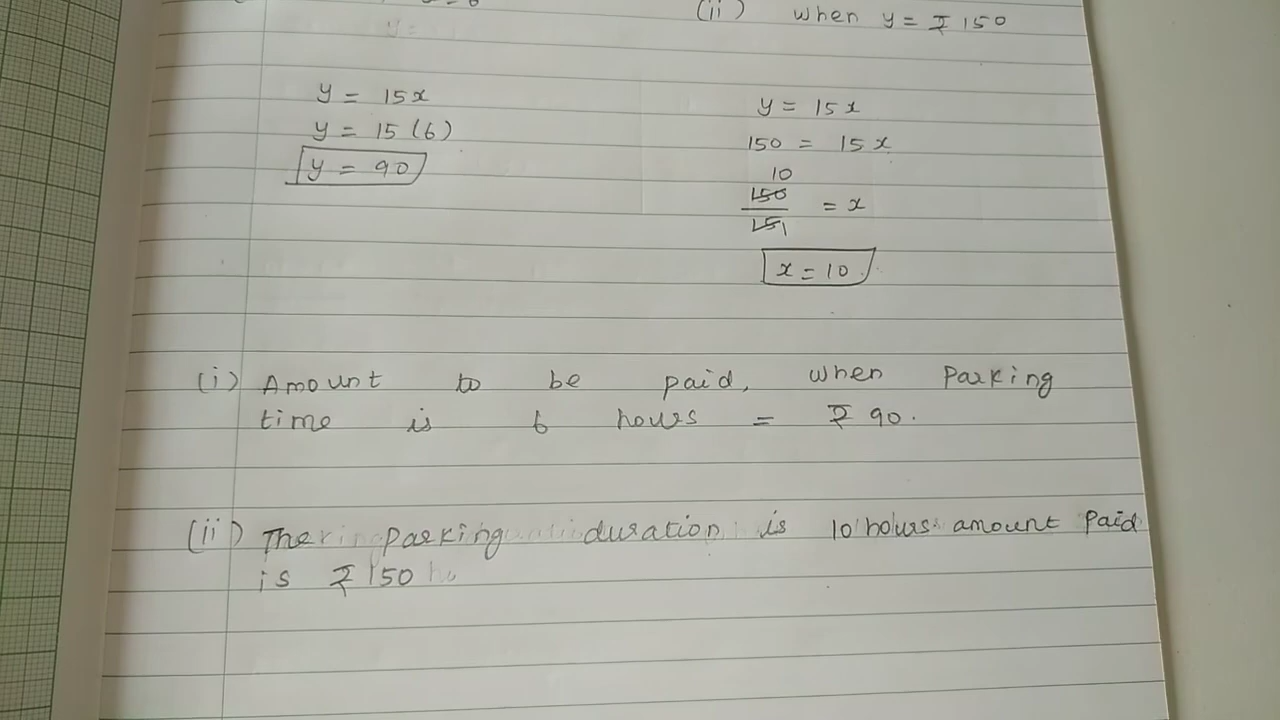 (ii) when y = ₹ 150
y = 15x
y = 15 (6)
y = 90
y = 15x
150 = 15x
10
150 = x
15 1
x = 10.
(i) Amount to be paid, when Parking
time is 6 hours = ₹ 90.
(ii) The parking duration is 10 hours amount Paid
is ₹ 150